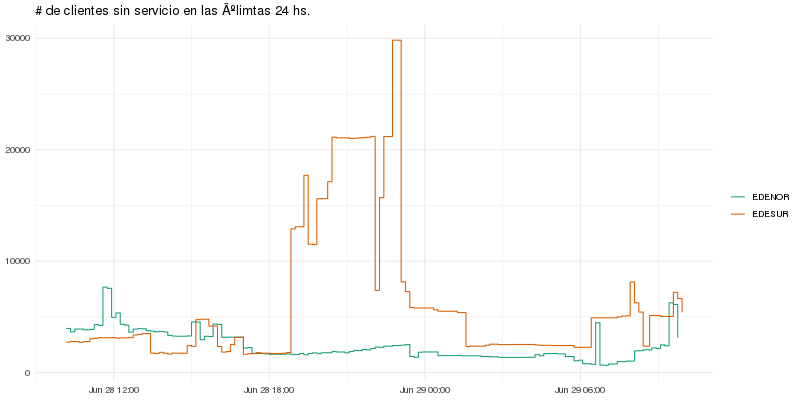 # de clientes sin servicio en las Ãºlimtas 24 hs.
30000
20000
10000
0
Jun 28 12:00
Jun 28 18:00
Jun 29 00:00
Jun 29 06:00
EDENOR
EDESUR